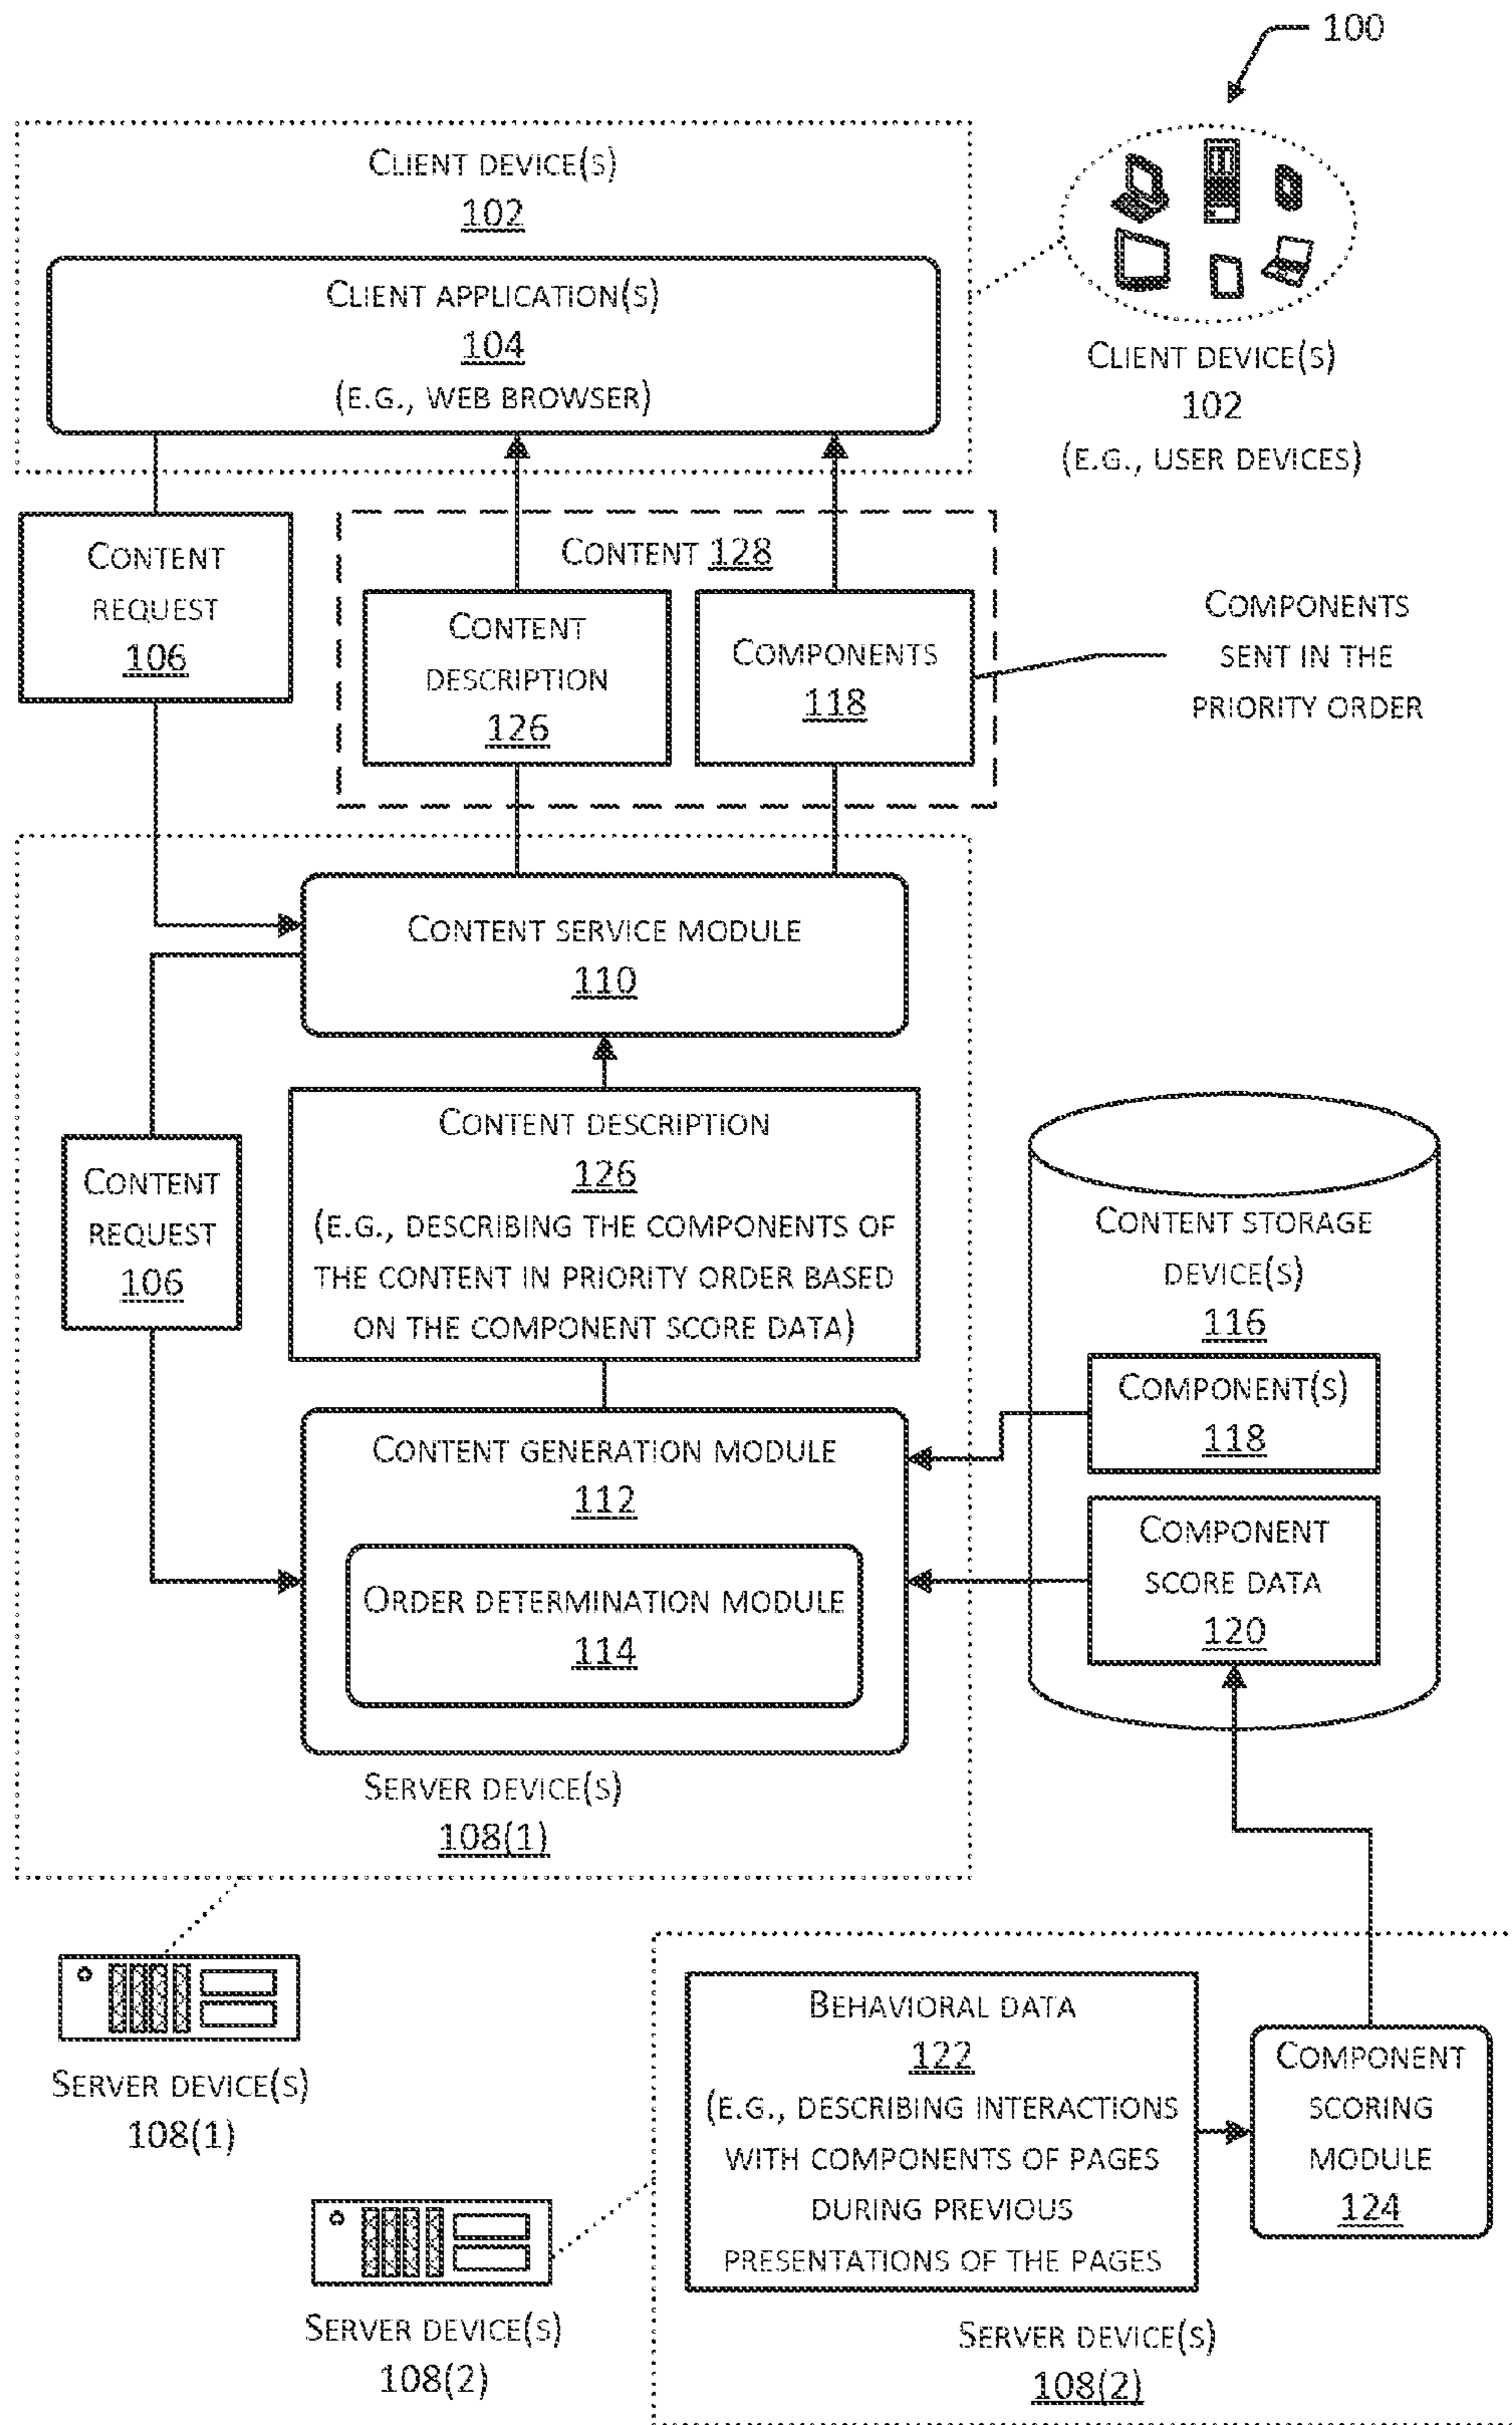 100
CLIENT DEVICE(S)
102
CLIENT APPLICATION(S)
104
(E.G., WEB BROWSER)
CLIENT DEVICE(S)
102
(E.G., USER DEVICES)
CONTENT
REQUEST
106
CONTENT 128
CONTENT
DESCRIPTION
126
COMPONENTS
118
COMPONENTS
SENT IN THE
PRIORITY ORDER
CONTENT SERVICE MODULE
110
CONTENT
REQUEST
106
CONTENT DESCRIPTION
126
(E.G., DESCRIBING THE COMPONENTS OF
THE CONTENT IN PRIORITY ORDER BASED
ON THE COMPONENT SCORE DATA)
CONTENT GENERATION MODULE
112
ORDER DETERMINATION MODULE
114
SERVER DEVICE(S)
108(1)
CONTENT STORAGE
DEVICE(S)
116
COMPONENT(S)
118
COMPONENT
SCORE DATA
120
SERVER DEVICE(S)
108(1)
SERVER DEVICE(S)
108(2)
BEHAVIORAL DATA
122
(E.G., DESCRIBING INTERACTIONS
WITH COMPONENTS OF PAGES
DURING PREVIOUS
PRESENTATIONS OF THE PAGES
COMPONENT
SCORING
MODULE
124
SERVER DEVICE(S)
108(2)